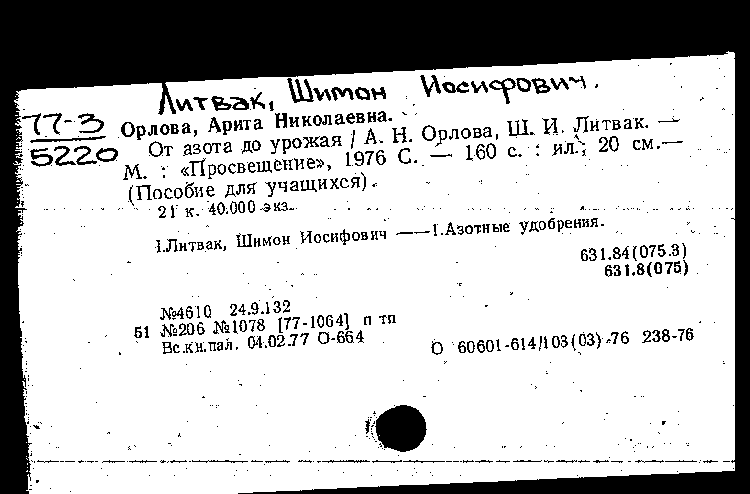 Литвак, Шимон Иосифович.
77-3
5220
Орлова, Арита Николаевна.
От азота до урожая / А. Н. Орлова, Ш. И. Литвак. —
М. : «Просвещение», 1976 С. — 160 с. : ил.; 20 см.—
(Пособие для учащихся).
21 к. 40.000 экз.
I.Литвак, Шимон Иосифович ——I.Азотные удобрения.
631.84(075.3)
631.8(075)
№4610 24.9.132
51 №206 №1078 [77-1064] п тп
Вс.кн.пал. 04.02.77 О-664
О 60601-614/103(03)-76 238-76